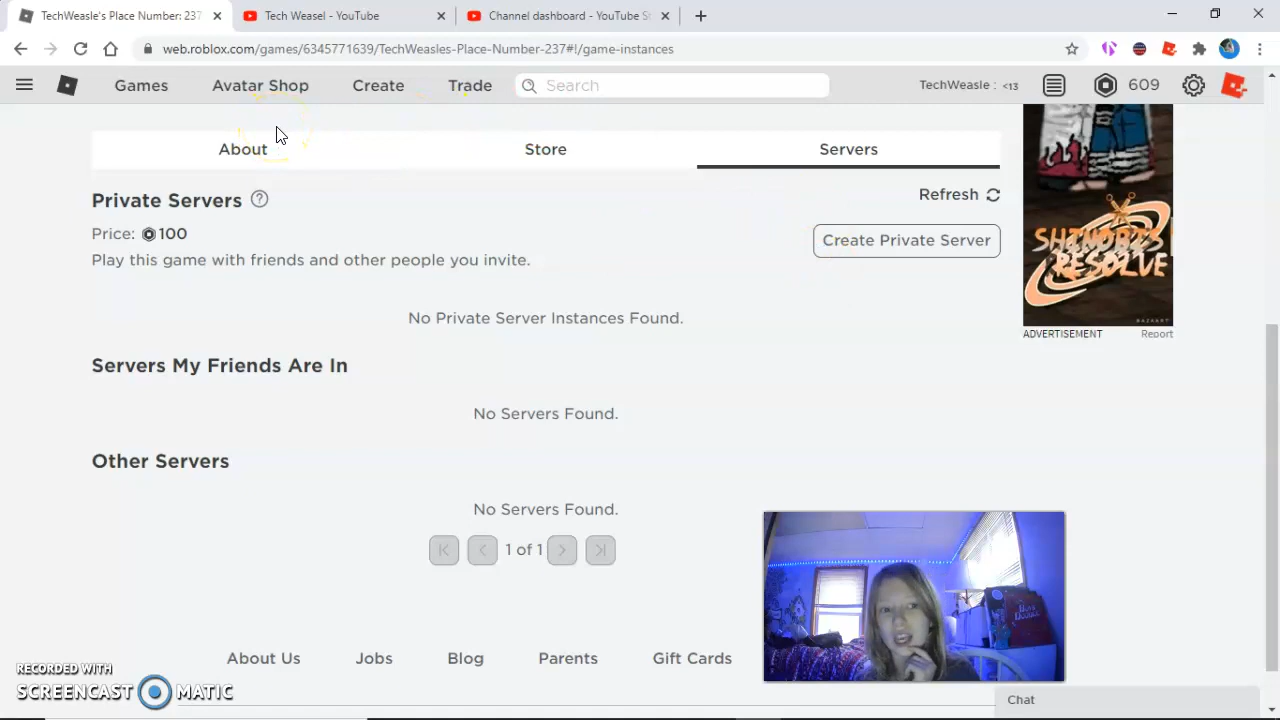 TechWeasle's Place Number: 237
Tech Weasel - YouTube
Channel dashboard - YouTube St
web.roblox.com/games/6345771639/TechWeasles-Place-Number-237#!/game-instances
Games
Avatar Shop
Create
Trade
Search
TechWeasle : <13
609
About
Store
Servers
Private Servers ?
Refresh
Price: 100
Create Private Server
Play this game with friends and other people you invite.
No Private Server Instances Found.
SHINOBIS
RESOLVE
ADVERTISEMENT
Report
Servers My Friends Are In
No Servers Found.
Other Servers
No Servers Found.
1 of 1
About Us
Jobs
Blog
Parents
Gift Cards
RECORDED WITH
SCREENCAST MATIC
Chat